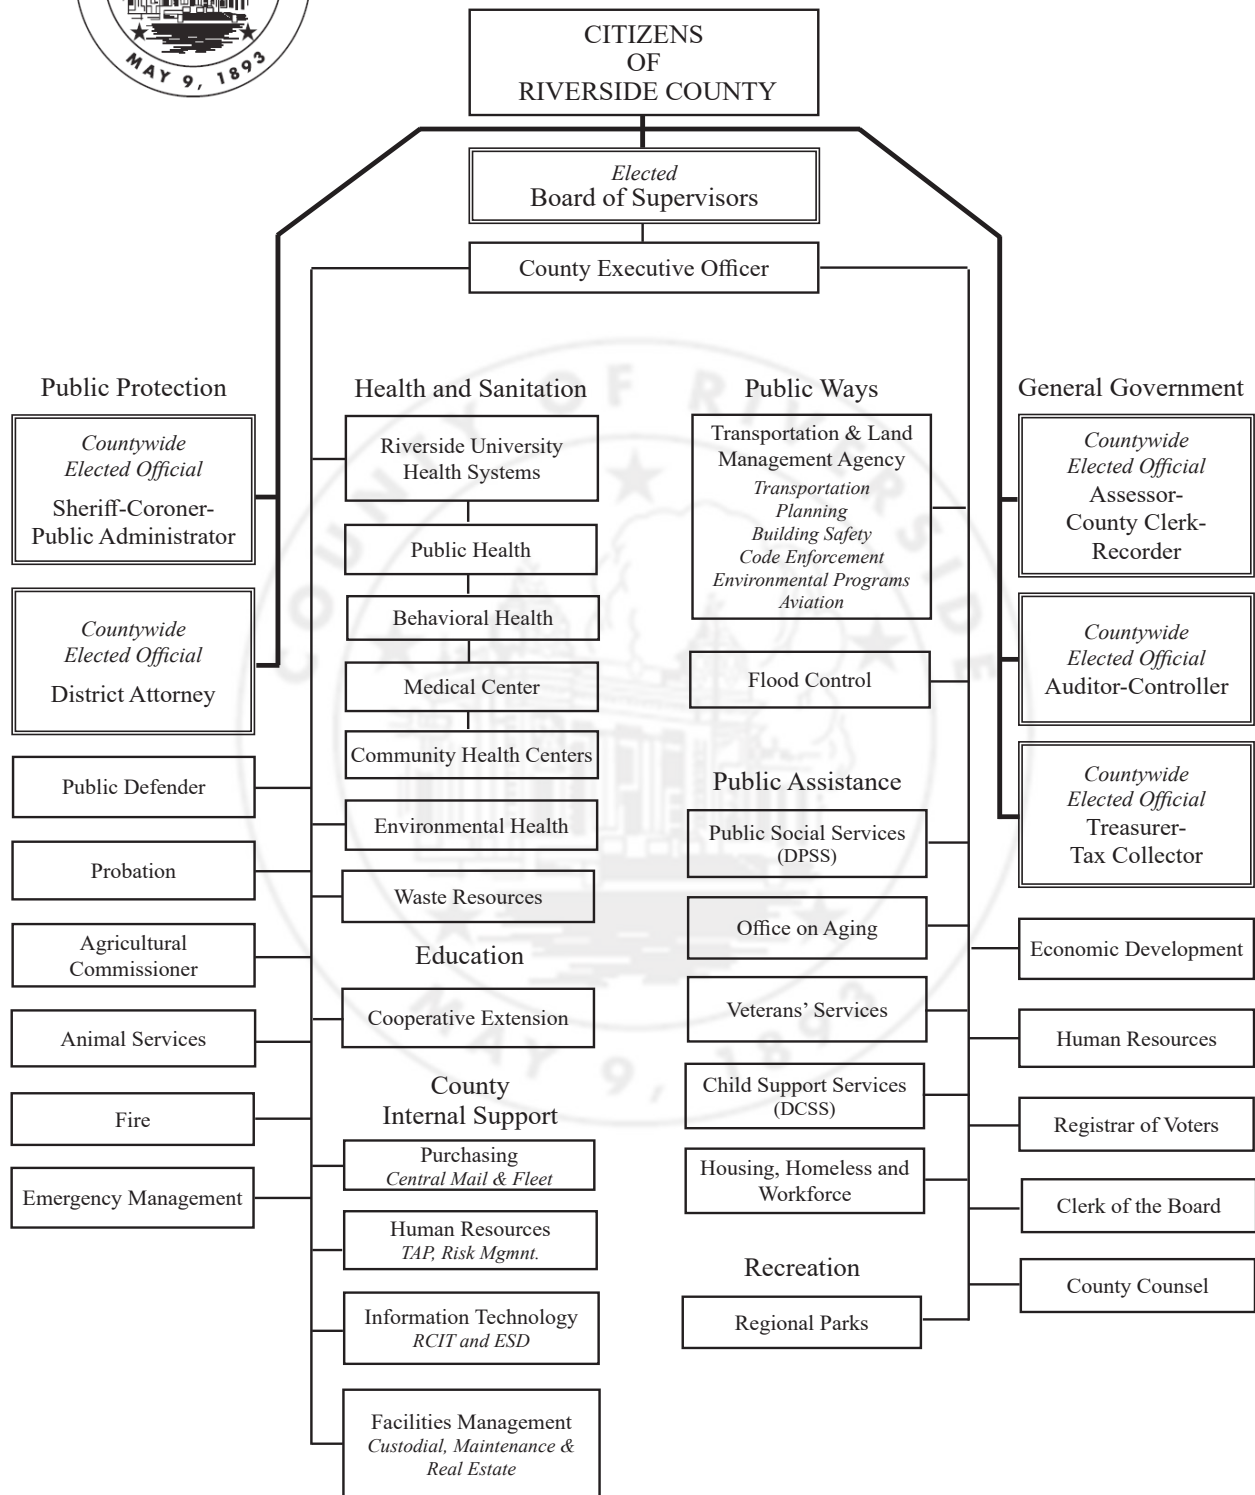 MAY 9, 1893
CITIZENS
OF
RIVERSIDE COUNTY
Elected
Board of Supervisors
County Executive Officer
Public Protection
Countywide
Elected Official
Sheriff-Coroner-
Public Administrator
Countywide
Elected Official
District Attorney
Public Defender
Probation
Agricultural
Commissioner
Animal Services
Fire
Emergency Management
Health and Sanitation
Riverside University
Health Systems
Public Health
Behavioral Health
Medical Center
Community Health Centers
Environmental Health
Waste Resources
Education
Cooperative Extension
County
Internal Support
Purchasing
Central Mail & Fleet
Human Resources
TAP, Risk Mgmnt.
Information Technology
RCIT and ESD
Facilities Management
Custodial, Maintenance &
Real Estate
Public Ways
Transportation & Land
Management Agency
Transportation
Planning
Building Safety
Code Enforcement
Environmental Programs
Aviation
Flood Control
Public Assistance
Public Social Services
(DPSS)
Office on Aging
Veterans’ Services
Child Support Services
(DCSS)
Housing, Homeless and
Workforce
Recreation
Regional Parks
General Government
Countywide
Elected Official
Assessor-
County Clerk-
Recorder
Countywide
Elected Official
Auditor-Controller
Countywide
Elected Official
Treasurer-
Tax Collector
Economic Development
Human Resources
Registrar of Voters
Clerk of the Board
County Counsel
COUNTY OF RIVERSIDE
MAY 9, 1893